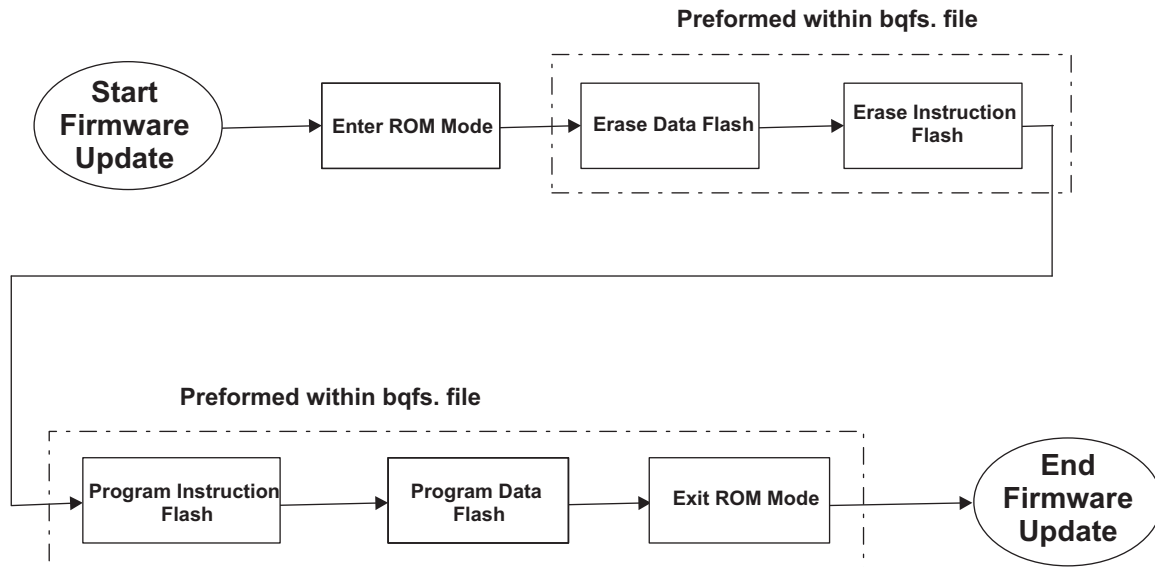 Preformed within bqfs. file
Start
Firmware
Update
Enter ROM Mode
Erase Data Flash
Erase Instruction
Flash
Preformed within bqfs. file
Program Instruction
Flash
Program Data
Flash
Exit ROM Mode
End
Firmware
Update